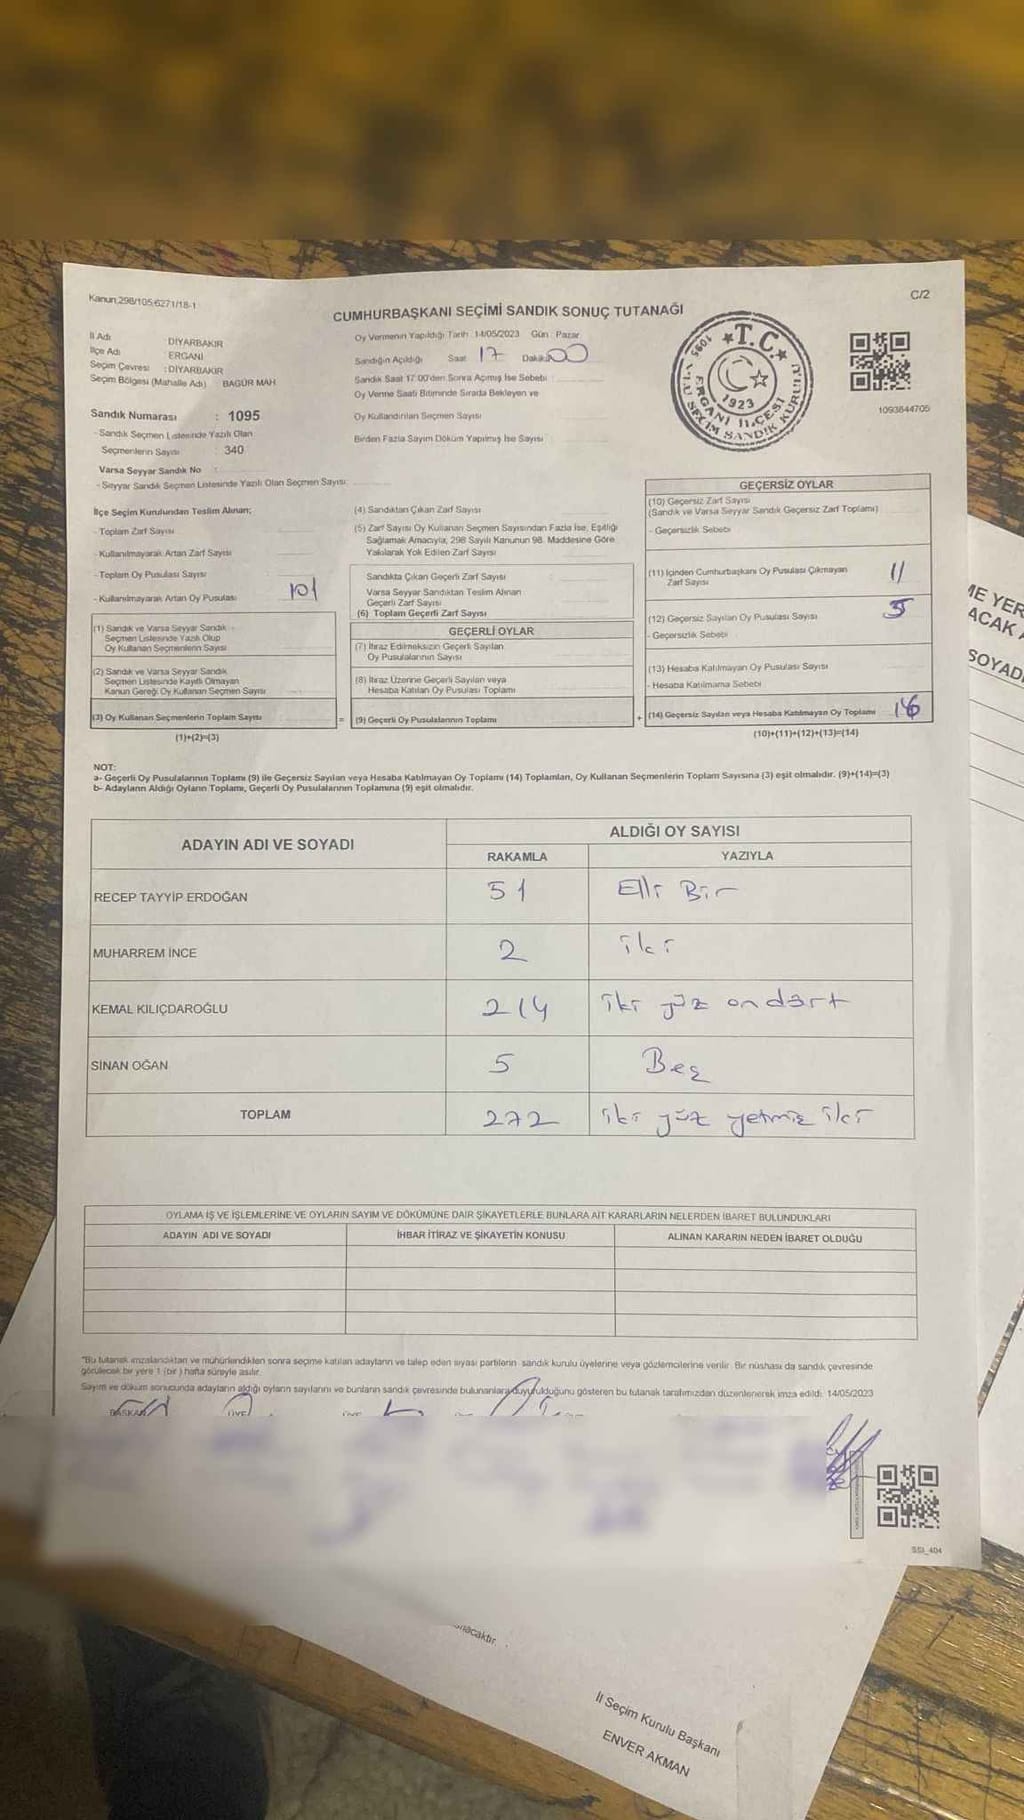 Kanun;298/105;6271/18-1
C/2
CUMHURBAŞKANI SEÇİMİ SANDIK SONUÇ TUTANAĞI
İl Adı DİYARBAKIR
İlçe Adı ERGANİ
Seçim Çevresi : DİYARBAKIR
Seçim Bölgesi (Mahalle Adı) BAGÜR MAH
Sandık Numarası : 1095
- Sandık Seçmen Listesinde Yazılı Olan
Seçmenlerin Sayısı : 340
Varsa Seyyar Sandık No :
- Seyyar Sandık Seçmen Listesinde Yazılı Olan Seçmen Sayısı:
Oy Vermenin Yapıldığı Tarih :14/05/2023 Gün : Pazar
Sandığın Açıldığı Saat 17 Dakika 00
Sandık Saat 17:00'den Sonra Açılmış İse Sebebi :
Oy Verme Saati Bitiminde Sırada Bekleyen ve
Oy Kullandırılan Seçmen Sayısı
Birden Fazla Sayım Döküm Yapılmış İse Sayısı :
1095
T.C.
1923
ERGANİ İLÇESİ
SANDIK KURULU
1093844705
İlçe Seçim Kurulundan Teslim Alınan;
- Toplam Zarf Sayısı
- Kullanılmayarak Artan Zarf Sayısı
- Toplam Oy Pusulası Sayısı
- Kullanılmayarak Artan Oy Pusulası 101
(1) Sandık ve Varsa Seyyar Sandık
Seçmen Listesinde Yazılı Olup
Oy Kullanan Seçmenlerin Sayısı
(2) Sandık ve Varsa Seyyar Sandık
Seçmen Listesinde Kayıtlı Olmayan
Kanun Gereği Oy Kullanan Seçmen Sayısı
(3) Oy Kullanan Seçmenlerin Toplam Sayısı
(1)+(2)=(3)
(4) Sandıktan Çıkan Zarf Sayısı
(5) Zarf Sayısı Oy Kullanan Seçmen Sayısından Fazla İse, Eşitliği
Sağlamak Amacıyla, 298 Sayılı Kanunun 98. Maddesine Göre
Yakılarak Yok Edilen Zarf Sayısı
Sandıkta Çıkan Geçerli Zarf Sayısı
Varsa Seyyar Sandıktan Teslim Alınan
Geçerli Zarf Sayısı
(6) Toplam Geçerli Zarf Sayısı
GEÇERLİ OYLAR
(7) İtiraz Edilmeksizin Geçerli Sayılan
Oy Pusulalarının Sayısı
(8) İtiraz Üzerine Geçerli Sayılan veya
Hesaba Katılan Oy Pusulası Toplamı
= (9) Geçerli Oy Pusulalarının Toplamı
GEÇERSİZ OYLAR
(10) Geçersiz Zarf Sayısı
(Sandık ve Varsa Seyyar Sandık Geçersiz Zarf Toplamı)
- Geçersizlik Sebebi
(11) İçinden Cumhurbaşkanı Oy Pusulası Çıkmayan 11
Zarf Sayısı
(12) Geçersiz Sayılan Oy Pusulası Sayısı 5
- Geçersizlik Sebebi
(13) Hesaba Katılmayan Oy Pusulası Sayısı
- Hesaba Katılmama Sebebi
+ (14) Geçersiz Sayılan veya Hesaba Katılmayan Oy Toplamı 16
(10)+(11)+(12)+(13)=(14)
NOT:
a- Geçerli Oy Pusulalarının Toplamı (9) ile Geçersiz Sayılan veya Hesaba Katılmayan Oy Toplamı (14) Toplamları, Oy Kullanan Seçmenlerin Toplam Sayısına (3) eşit olmalıdır. (9)+(14)=(3)
b- Adayların Aldığı Oyların Toplamı, Geçerli Oy Pusulalarının Toplamına (9) eşit olmalıdır.
ADAYIN ADI VE SOYADI
ALDIĞI OY SAYISI
RAKAMLA YAZIYLA
RECEP TAYYİP ERDOĞAN 51 Elli Bir
MUHARREM İNCE 2 iki
KEMAL KILIÇDAROĞLU 214 iki yüz ondört
SİNAN OĞAN 5 Beş
TOPLAM 272 iki yüz yetmiş iki
OYLAMA İŞ VE İŞLEMLERİNE VE OYLARIN SAYIM VE DÖKÜMÜNE DAİR ŞİKAYETLERLE BUNLARA AİT KARARLARIN NELERDEN İBARET BULUNDUKLARI
ADAYIN ADI VE SOYADI İHBAR İTİRAZ VE ŞİKAYETİN KONUSU ALINAN KARARIN NEDEN İBARET OLDUĞU
"Bu tutanak imzalandıktan ve mühürlendikten sonra seçime katılan adayların ve talep eden siyasi partilerin sandık kurulu üyelerine veya gözlemcilerine verilir. Bir nüshası da sandık çevresinde
görülecek bir yere 1 (bir) hafta süreyle asılır.
Sayım ve döküm sonucunda adayların aldığı oyların sayılarını ve bunların sandık çevresinde bulunanlara duyurulduğunu gösteren bu tutanak tarafımızdan düzenlenerek imza edildi. 14/05/2023
BAŞKAN ÜYE
SSI_404
ME YER
ACAK
SOYADI
İl Seçim Kurulu Başkanı
ENVER AKMAN